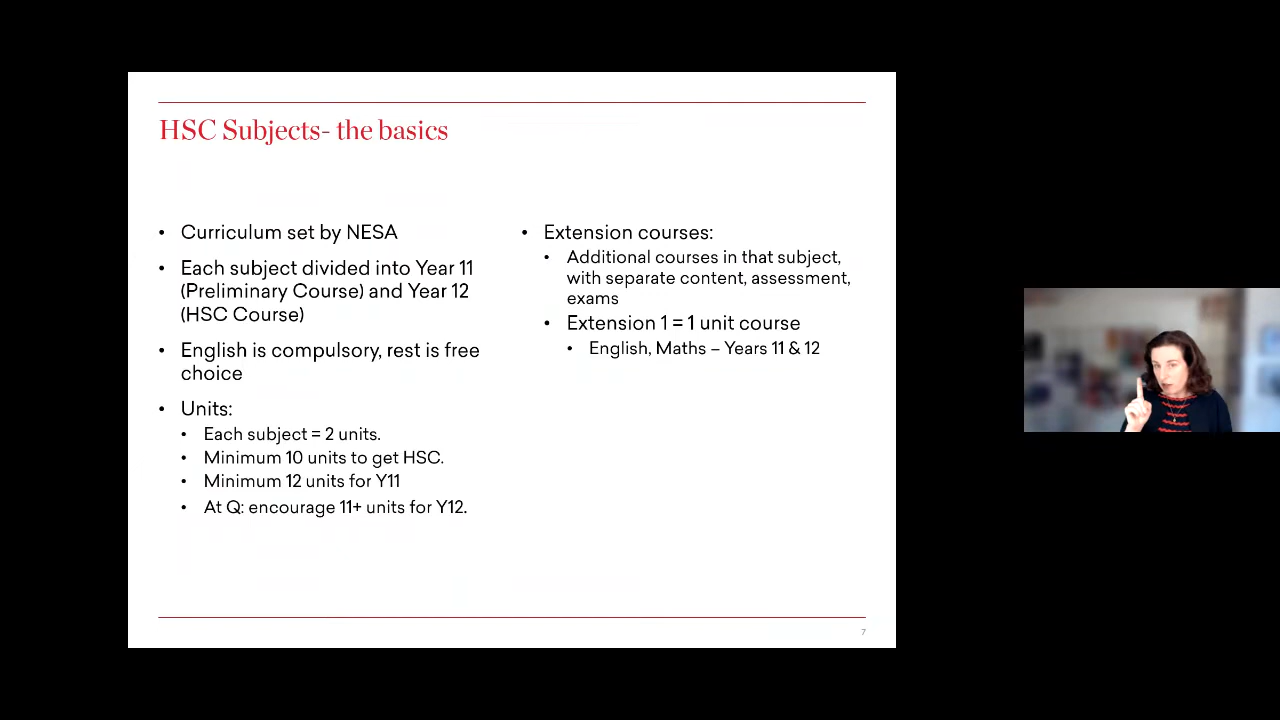 HSC Subjects- the basics
• Curriculum set by NESA
• Each subject divided into Year 11
(Preliminary Course) and Year 12
(HSC Course)
• English is compulsory, rest is free
choice
• Units:
• Each subject = 2 units.
• Minimum 10 units to get HSC.
• Minimum 12 units for Y11
• At Q: encourage 11+ units for Y12.
• Extension courses:
• Additional courses in that subject,
with separate content, assessment,
exams
• Extension 1 = 1 unit course
• English, Maths – Years 11 & 12
7